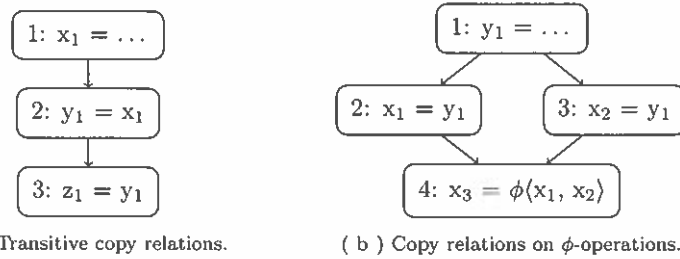 1: x₁ = ...
2: y₁ = x₁
3: z₁ = y₁
Transitive copy relations.
1: y₁ = ...
2: x₁ = y₁
3: x₂ = y₁
4: x₃ = ϕ⟨x₁, x₂⟩
( b ) Copy relations on ϕ-operations.